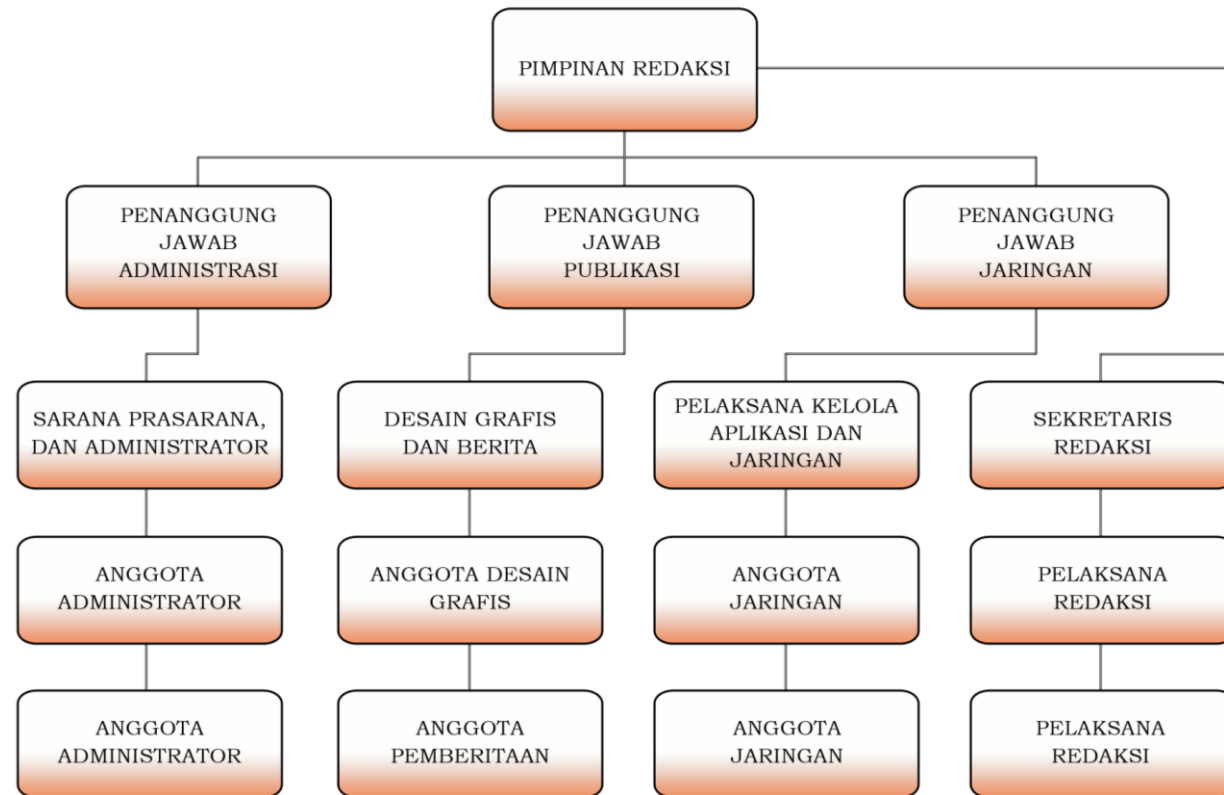 PIMPINAN REDAKSI
PENANGGUNG
JAWAB
ADMINISTRASI
PENANGGUNG
JAWAB
PUBLIKASI
PENANGGUNG
JAWAB
JARINGAN
SARANA PRASARANA,
DAN ADMINISTRATOR
DESAIN GRAFIS
DAN BERITA
PELAKSANA KELOLA
APLIKASI DAN
JARINGAN
SEKRETARIS
REDAKSI
ANGGOTA
ADMINISTRATOR
ANGGOTA DESAIN
GRAFIS
ANGGOTA
JARINGAN
PELAKSANA
REDAKSI
ANGGOTA
ADMINISTRATOR
ANGGOTA
PEMBERITAAN
ANGGOTA
JARINGAN
PELAKSANA
REDAKSI